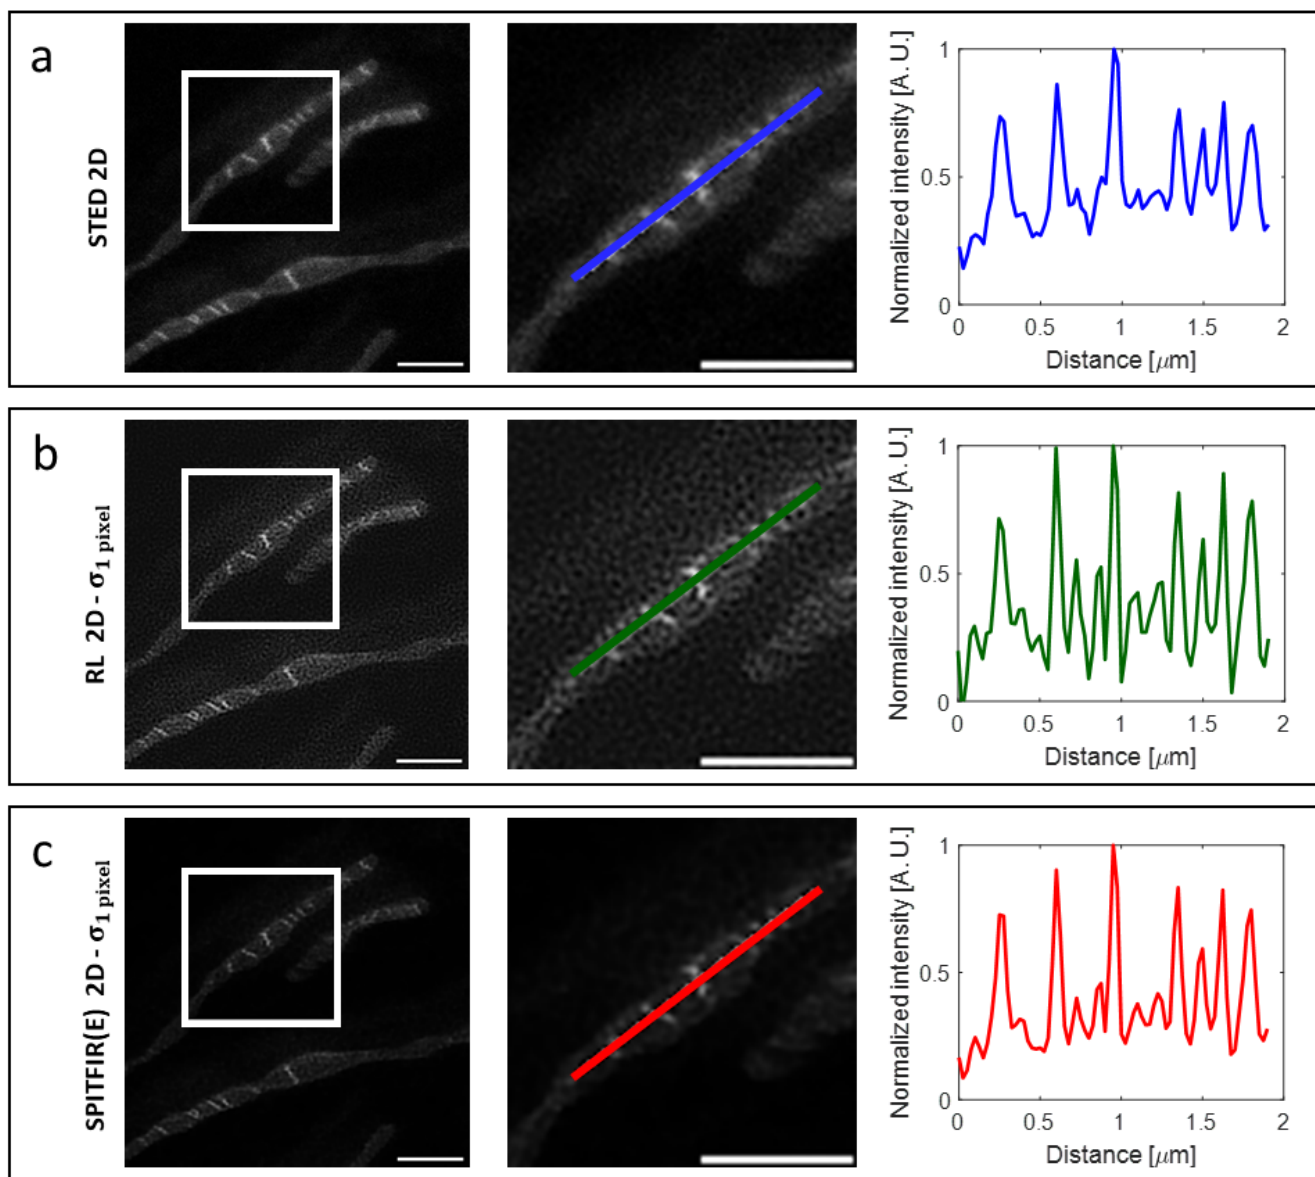 a
STED 2D
Normalized intensity [A. U.]
1
0.5
0
0 0.5 1 1.5 2
Distance [μm]
b
RL 2D - σ1 pixel
Normalized intensity [A. U.]
1
0.5
0
0 0.5 1 1.5 2
Distance [μm]
c
SPITFIR(E) 2D - σ1 pixel
Normalized intensity [A. U.]
1
0.5
0
0 0.5 1 1.5 2
Distance [μm]